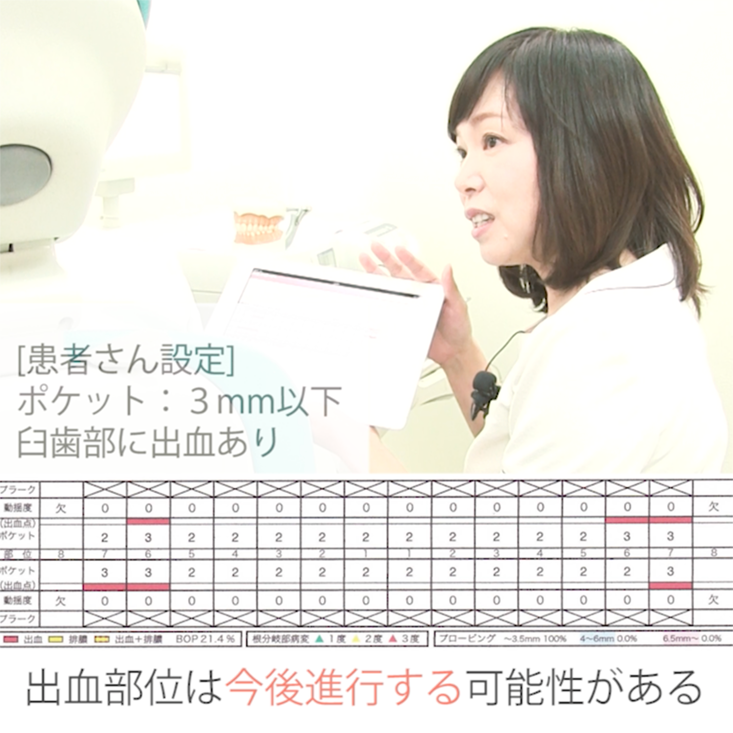 [患者さん設定]
ポケット：３mm以下
臼歯部に出血あり
プラーク
動揺度 欠 0 0 0 0 0 0 0 0 0 0 0 0 0 0 欠
(出血点)
ポケット 2 3 2 2 2 2 2 2 2 2 2 2 3 3
部 位 8 7 6 5 4 3 2 1 1 2 3 4 5 6 7 8
ポケット 3 3 2 2 2 2 2 2 2 2 2 2 2 3
(出血点)
動揺度 欠 0 0 0 0 0 0 0 0 0 0 0 0 0 0 欠
プラーク
出血 排膿 出血＋排膿 BOP 21.4 % 根分岐部病変 ▲ 1度 ▲ 2度 ▲ 3度 プロービング ～3.5mm 100% 4～6mm 0.0% 6.5mm～ 0.0%
出血部位は今後進行する可能性がある